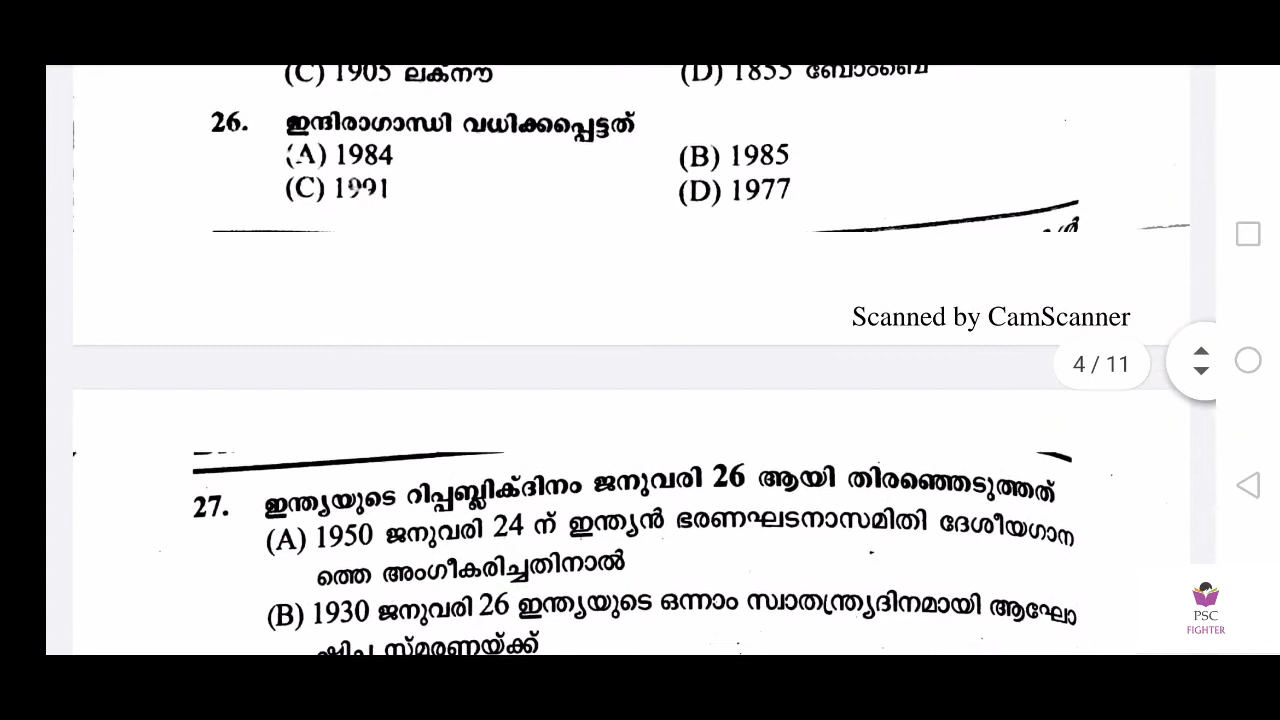 (C) 1905 ലക്നൗ (D) 1855 ബോംബെ
26. ഇന്ദിരാഗാന്ധി വധിക്കപ്പെട്ടത്
(A) 1984 (B) 1985
(C) 1991 (D) 1977
Scanned by CamScanner
4 / 11
27. ഇന്ത്യയുടെ റിപ്പബ്ലിക്ദിനം ജനുവരി 26 ആയി തിരഞ്ഞെടുത്തത്
(A) 1950 ജനുവരി 24 ന് ഇന്ത്യൻ ഭരണഘടനാസമിതി ദേശീയഗാന
ത്തെ അംഗീകരിച്ചതിനാൽ
(B) 1930 ജനുവരി 26 ഇന്ത്യയുടെ ഒന്നാം സ്വാതന്ത്ര്യദിനമായി ആഘോ
ഷിച്ച സ്മരണയ്ക്ക്
PSC
FIGHTER